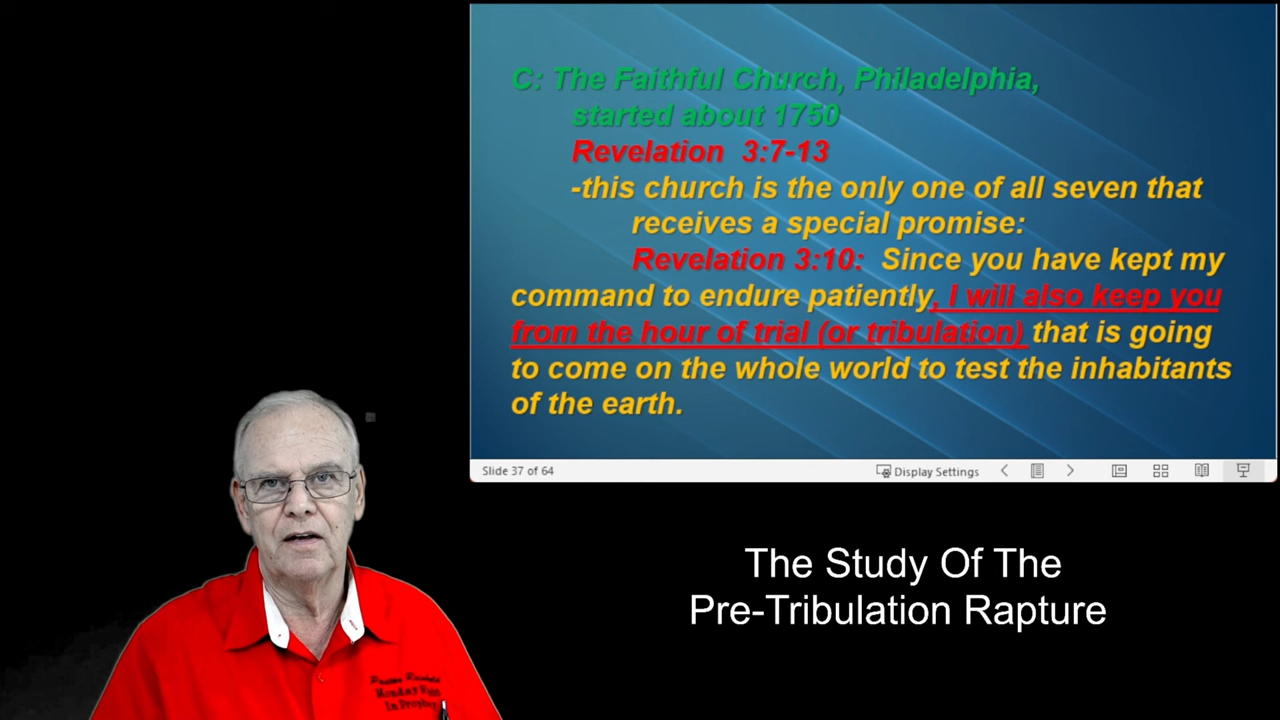 C: The Faithful Church, Philadelphia,
started about 1750
Revelation 3:7-13
-this church is the only one of all seven that
receives a special promise:
Revelation 3:10: Since you have kept my
command to endure patiently, I will also keep you
from the hour of trial (or tribulation) that is going
to come on the whole world to test the inhabitants
of the earth.
Slide 37 of 64
Display Settings
The Study Of The
Pre-Tribulation Rapture
Monday
In